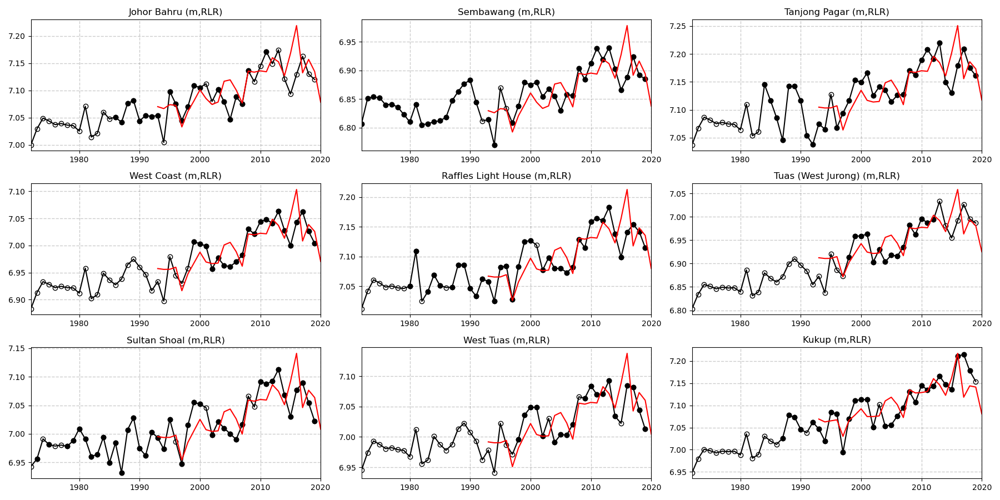 Johor Bahru (m,RLR)
7.20
7.15
7.10
7.05
7.00
1980 1990 2000 2010 2020
Sembawang (m,RLR)
6.95
6.90
6.85
6.80
1980 1990 2000 2010 2020
Tanjong Pagar (m,RLR)
7.25
7.20
7.15
7.10
7.05
1980 1990 2000 2010 2020
West Coast (m,RLR)
7.10
7.05
7.00
6.95
6.90
1980 1990 2000 2010 2020
Raffles Light House (m,RLR)
7.20
7.15
7.10
7.05
1980 1990 2000 2010 2020
Tuas (West Jurong) (m,RLR)
7.05
7.00
6.95
6.90
6.85
6.80
1980 1990 2000 2010 2020
Sultan Shoal (m,RLR)
7.15
7.10
7.05
7.00
6.95
1980 1990 2000 2010 2020
West Tuas (m,RLR)
7.10
7.05
7.00
6.95
1980 1990 2000 2010 2020
Kukup (m,RLR)
7.20
7.15
7.10
7.05
7.00
6.95
1980 1990 2000 2010 2020